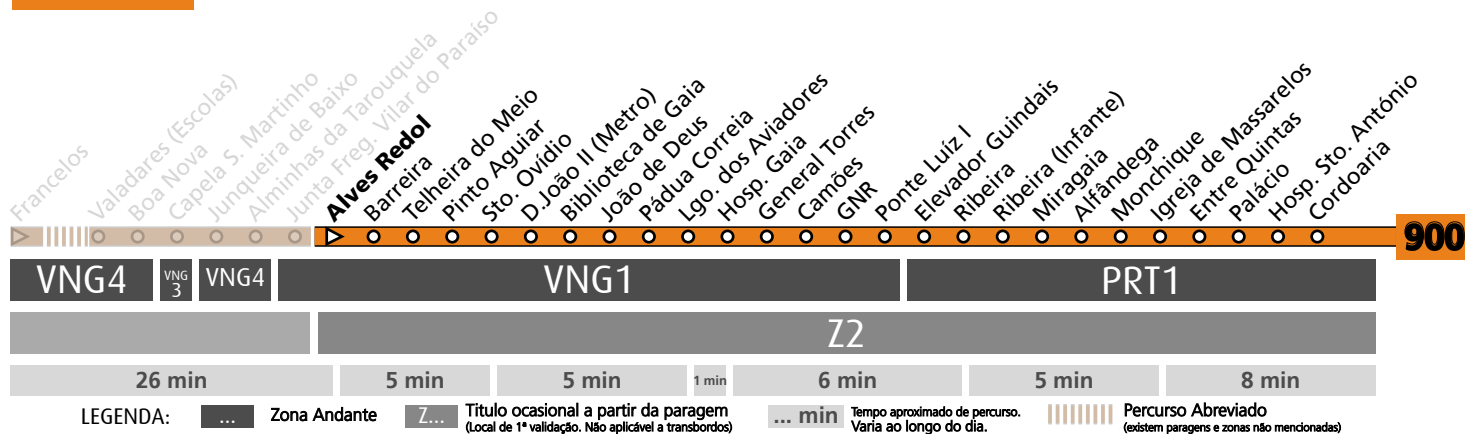 Francelos
Valadares (Escolas)
Boa Nova
Capela S. Martinho
Junqueira de Baixo
Alminhas da Tarouquela
Junta Freg. Vilar do Paraíso
Alves Redol
Barreira
Telheira do Meio
Pinto Aguiar
Sto. Ovídio
D.João II (Metro)
Biblioteca de Gaia
João de Deus
Pádua Correia
Lgo. dos Aviadores
Hosp. Gaia
General Torres
Camões
GNR
Ponte Luíz I
Elevador Guindais
Ribeira
Ribeira (Infante)
Miragaia
Alfândega
Monchique
Igreja de Massarelos
Entre Quintas
Palácio
Hosp. Sto. António
Cordoaria
900
VNG4 VNG 3 VNG4 VNG1 PRT1
Z2
26 min 5 min 5 min 1 min 6 min 5 min 8 min
LEGENDA:
... Zona Andante
Z... Titulo ocasional a partir da paragem
(Local de 1ª validação. Não aplicável a transbordos)
... min Tempo aproximado de percurso.
Varia ao longo do dia.
Percurso Abreviado
(existem paragens e zonas não mencionadas)